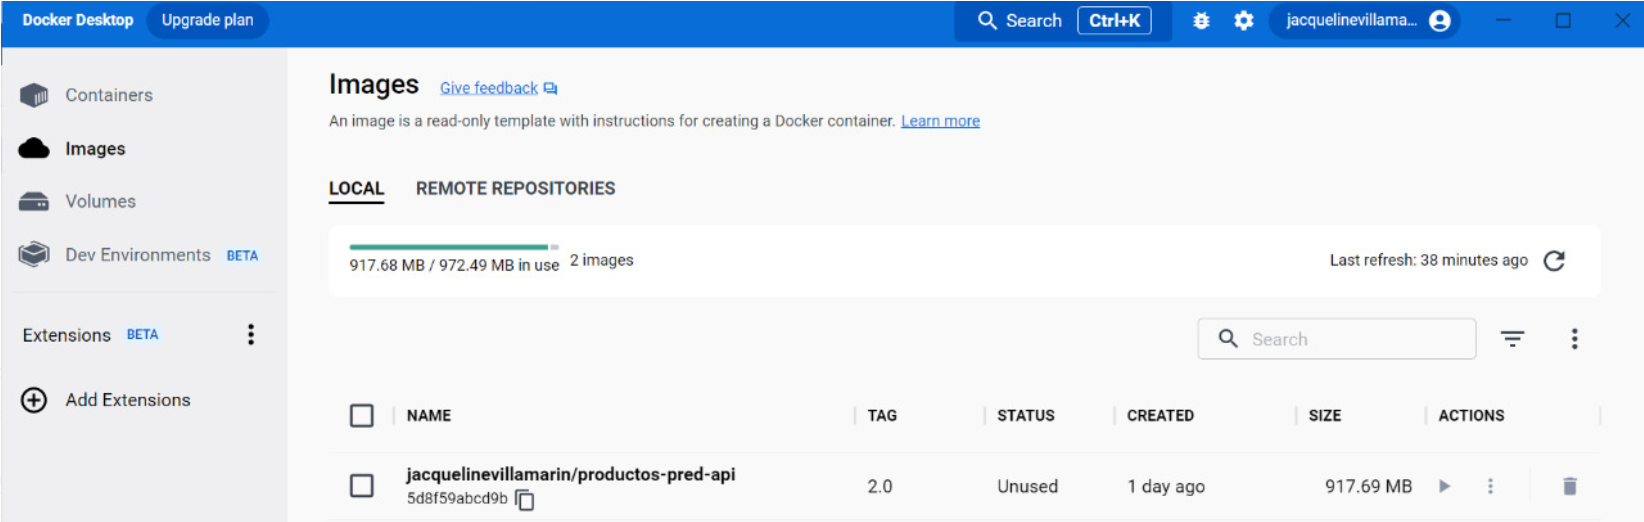 Docker Desktop Upgrade plan Search Ctrl+K jacquelinevillama...
Containers
Images
Volumes
Dev Environments BETA
Extensions BETA
Add Extensions
Images Give feedback
An image is a read-only template with instructions for creating a Docker container. Learn more
LOCAL REMOTE REPOSITORIES
917.68 MB / 972.49 MB in use 2 images Last refresh: 38 minutes ago
Search
NAME TAG STATUS CREATED SIZE ACTIONS
jacquelinevillamarin/productos-pred-api 2.0 Unused 1 day ago 917.69 MB
5d8f59abcd9b